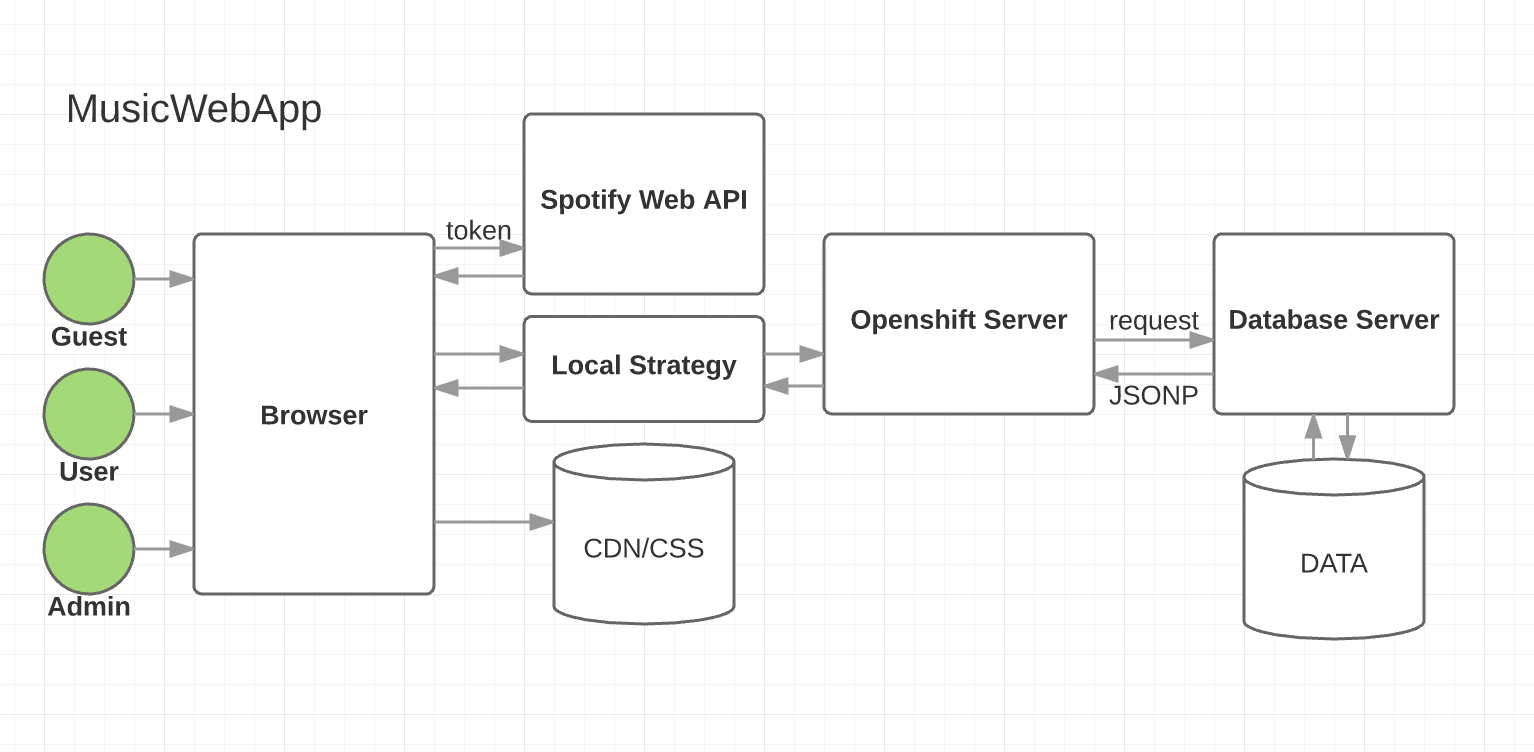 MusicWebApp
Spotify Web API
token
Guest
User
Admin
Browser
Local Strategy
CDN/CSS
Openshift Server
request
JSONP
Database Server
DATA